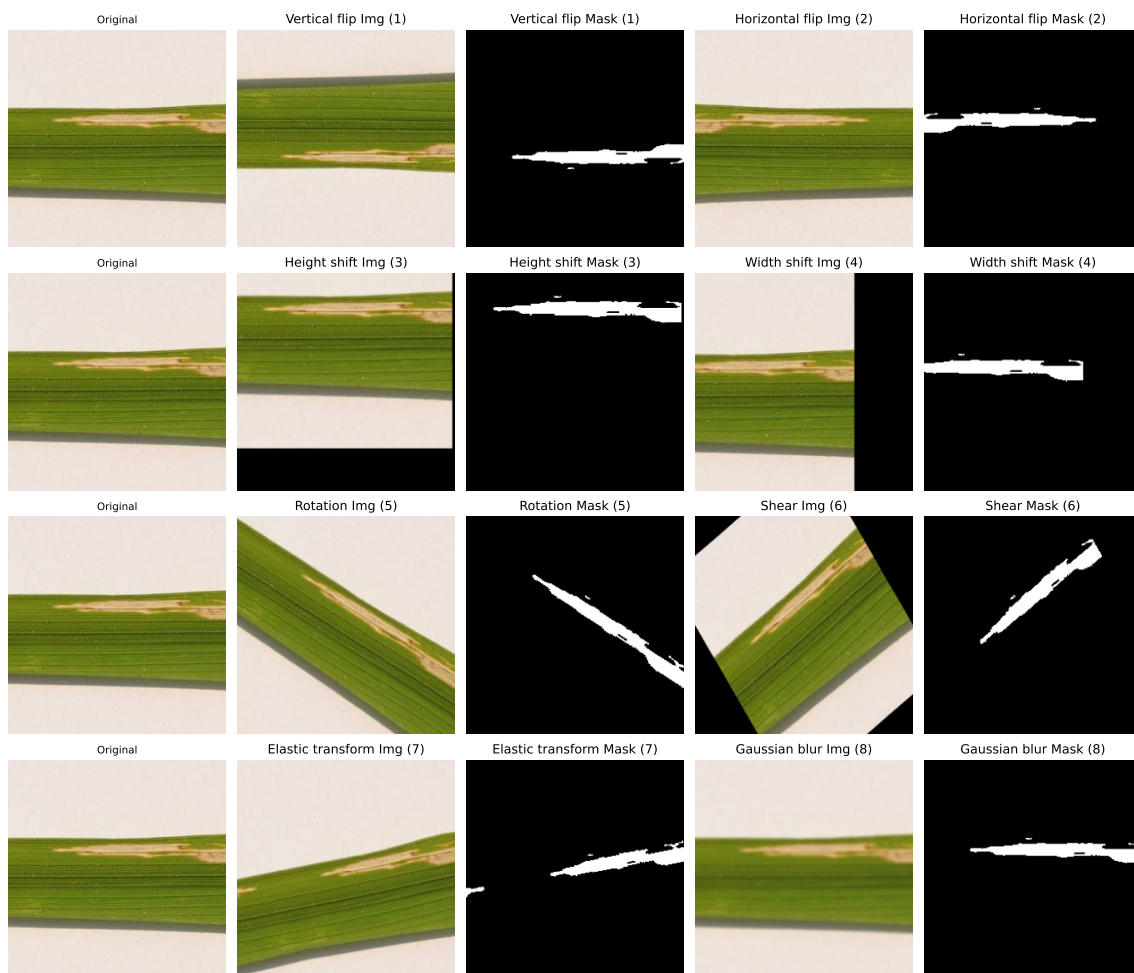 Original Vertical flip Img (1) Vertical flip Mask (1) Horizontal flip Img (2) Horizontal flip Mask (2)
Original Height shift Img (3) Height shift Mask (3) Width shift Img (4) Width shift Mask (4)
Original Rotation Img (5) Rotation Mask (5) Shear Img (6) Shear Mask (6)
Original Elastic transform Img (7) Elastic transform Mask (7) Gaussian blur Img (8) Gaussian blur Mask (8)